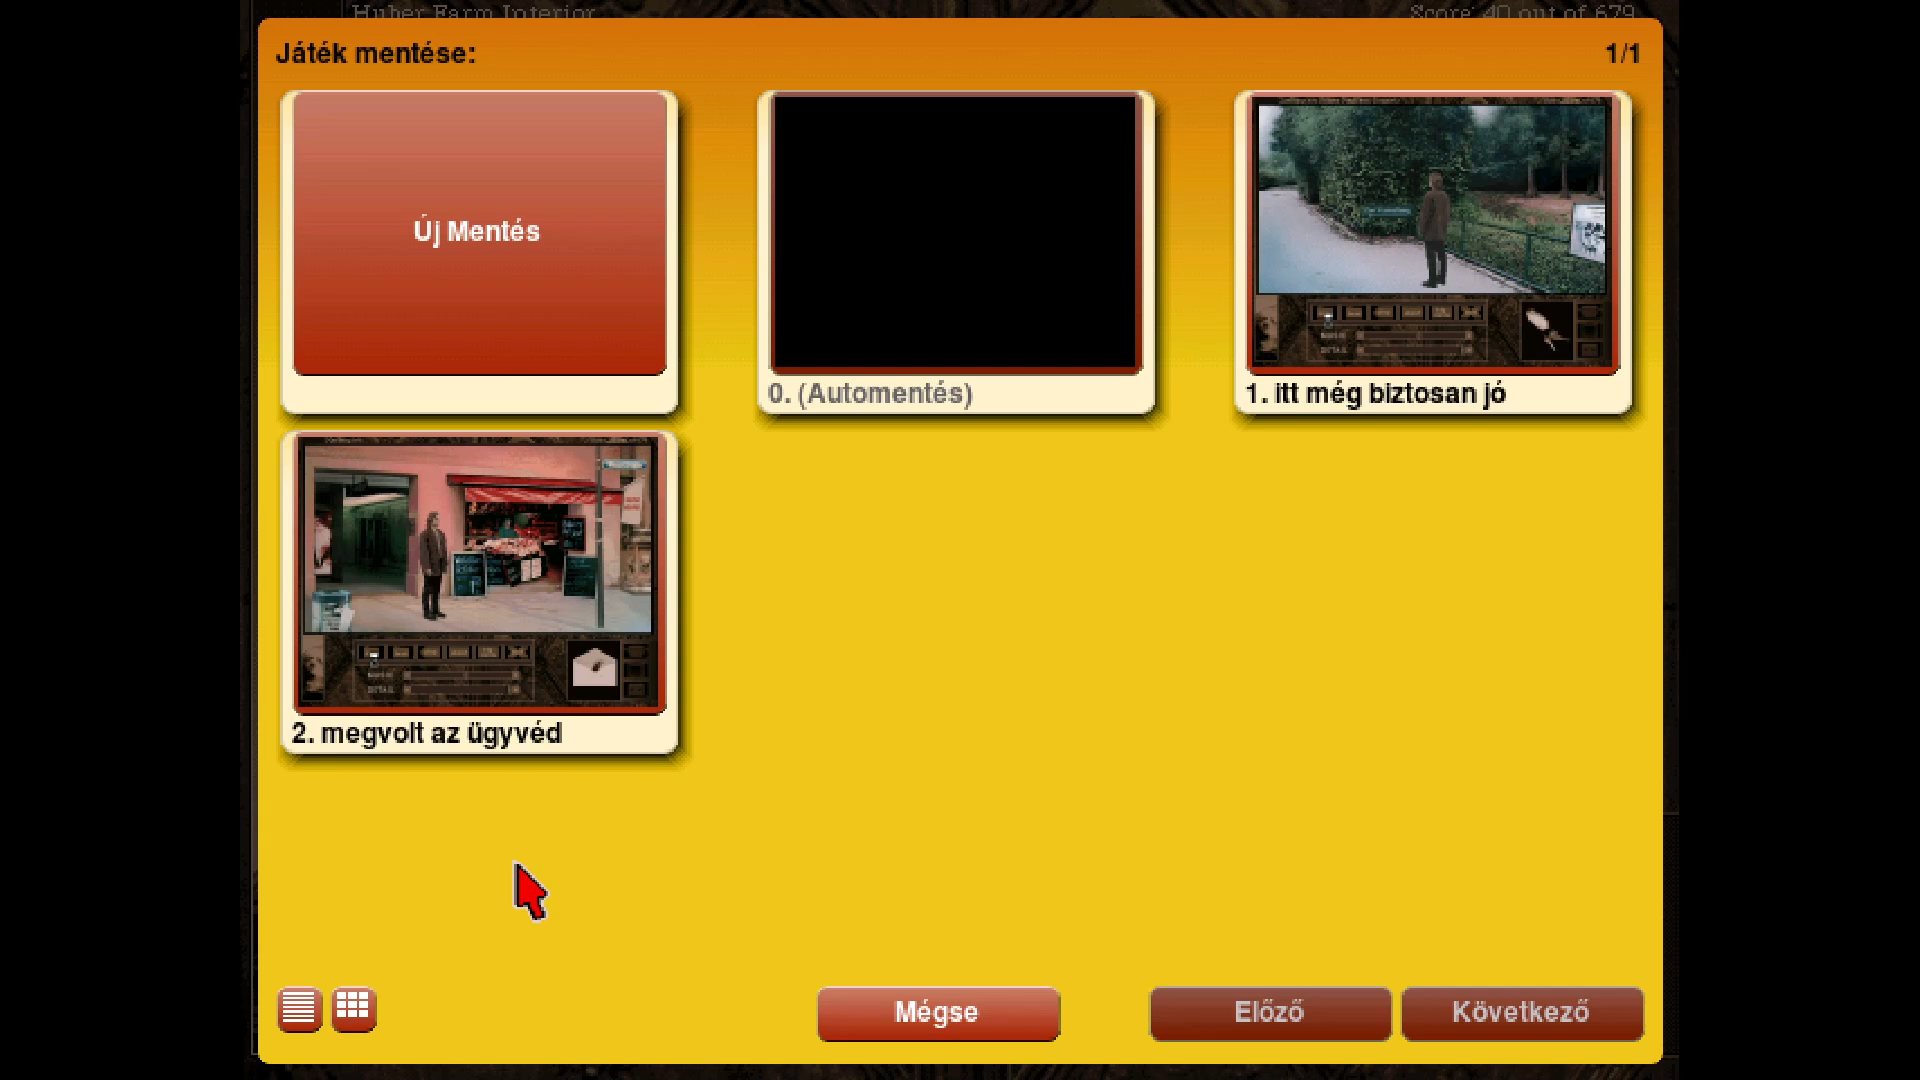 Huber Farm Interior
Score: 40 out of 679
Játék mentése:
1/1
Új Mentés
0. (Automentés)
1. itt még biztosan jó
2. megvolt az ügyvéd
Mégse
Előző
Következő